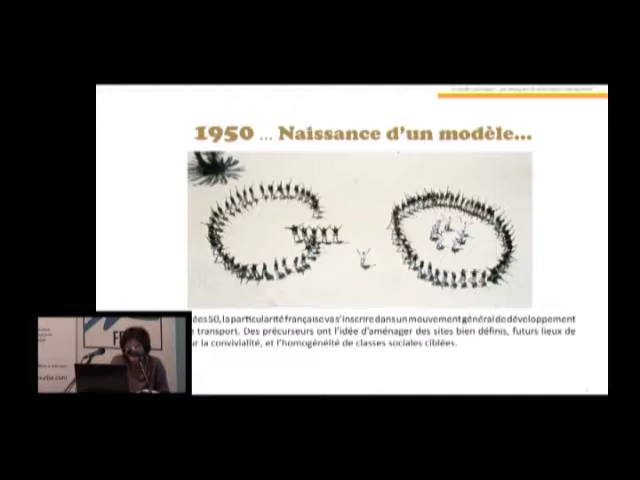 1950 ... Naissance d'un modèle...
ées 50, la particularité française va s'inscrire dans un mouvement général de développement
transport. Des précurseurs ont l'idée d'aménager des sites bien définis, futurs lieux de
ur la convivialité, et l'homogénéité de classes sociales ciblées.